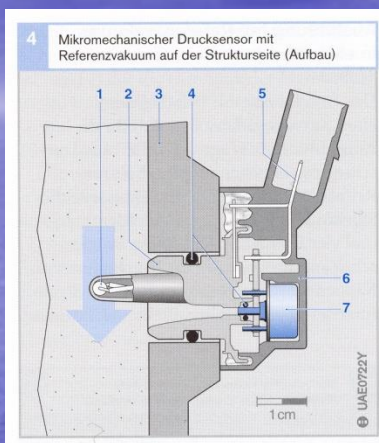 4
Mikromechanischer Drucksensor mit
Referenzvakuum auf der Strukturseite (Aufbau)
1 2 3 4 5
6
7
1 cm
UAE0722Y